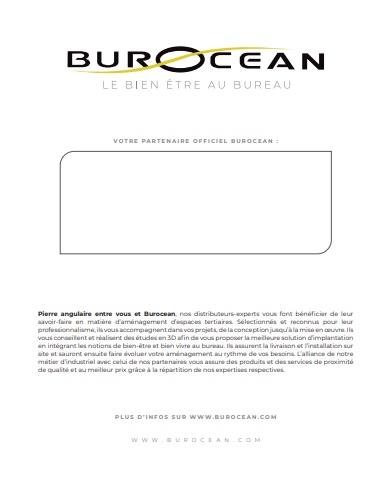 BUROCEAN
LE BIEN ÊTRE AU BUREAU
VOTRE PARTENAIRE OFFICIEL BUROCEAN :
Pierre angulaire entre vous et Burocean, nos distributeurs-experts vous font bénéficier de leur
savoir-faire en matière d'aménagement d'espaces tertiaires. Sélectionnés et reconnus pour leur
professionnalisme, ils vous accompagnent dans vos projets, de la conception jusqu'à la mise en œuvre. Ils
vous conseillent et réalisent des études en 3D afin de vous proposer la meilleure solution d'implantation
en intégrant les notions de bien-être et bien vivre au bureau. Ils assurent la livraison et l'installation sur
site et sauront ensuite faire évoluer votre aménagement au rythme de vos besoins. L'alliance de notre
métier d'industriel avec celui de nos partenaires vous assure des produits et des services de proximité
de qualité et au meilleur prix grâce à la répartition de nos expertises respectives.
PLUS D'INFOS SUR WWW.BUROCEAN.COM
WWW.BUROCEAN.COM